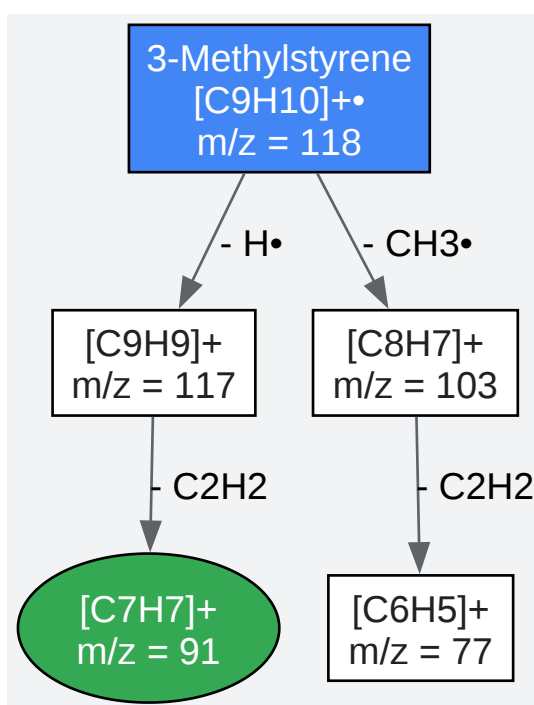 3-Methylstyrene
[C9H10]+•
m/z = 118
- H•
- CH3•
[C9H9]+
m/z = 117
[C8H7]+
m/z = 103
- C2H2
- C2H2
[C7H7]+
m/z = 91
[C6H5]+
m/z = 77